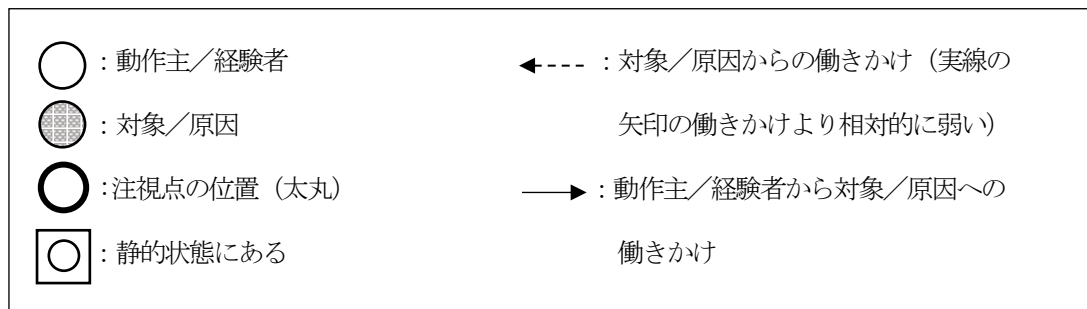 ：動作主／経験者
：対象／原因
：注視点の位置（太丸）
：静的状態にある
：対象／原因からの働きかけ（実線の
矢印の働きかけより相対的に弱い）
：動作主／経験者から対象／原因への
働きかけ